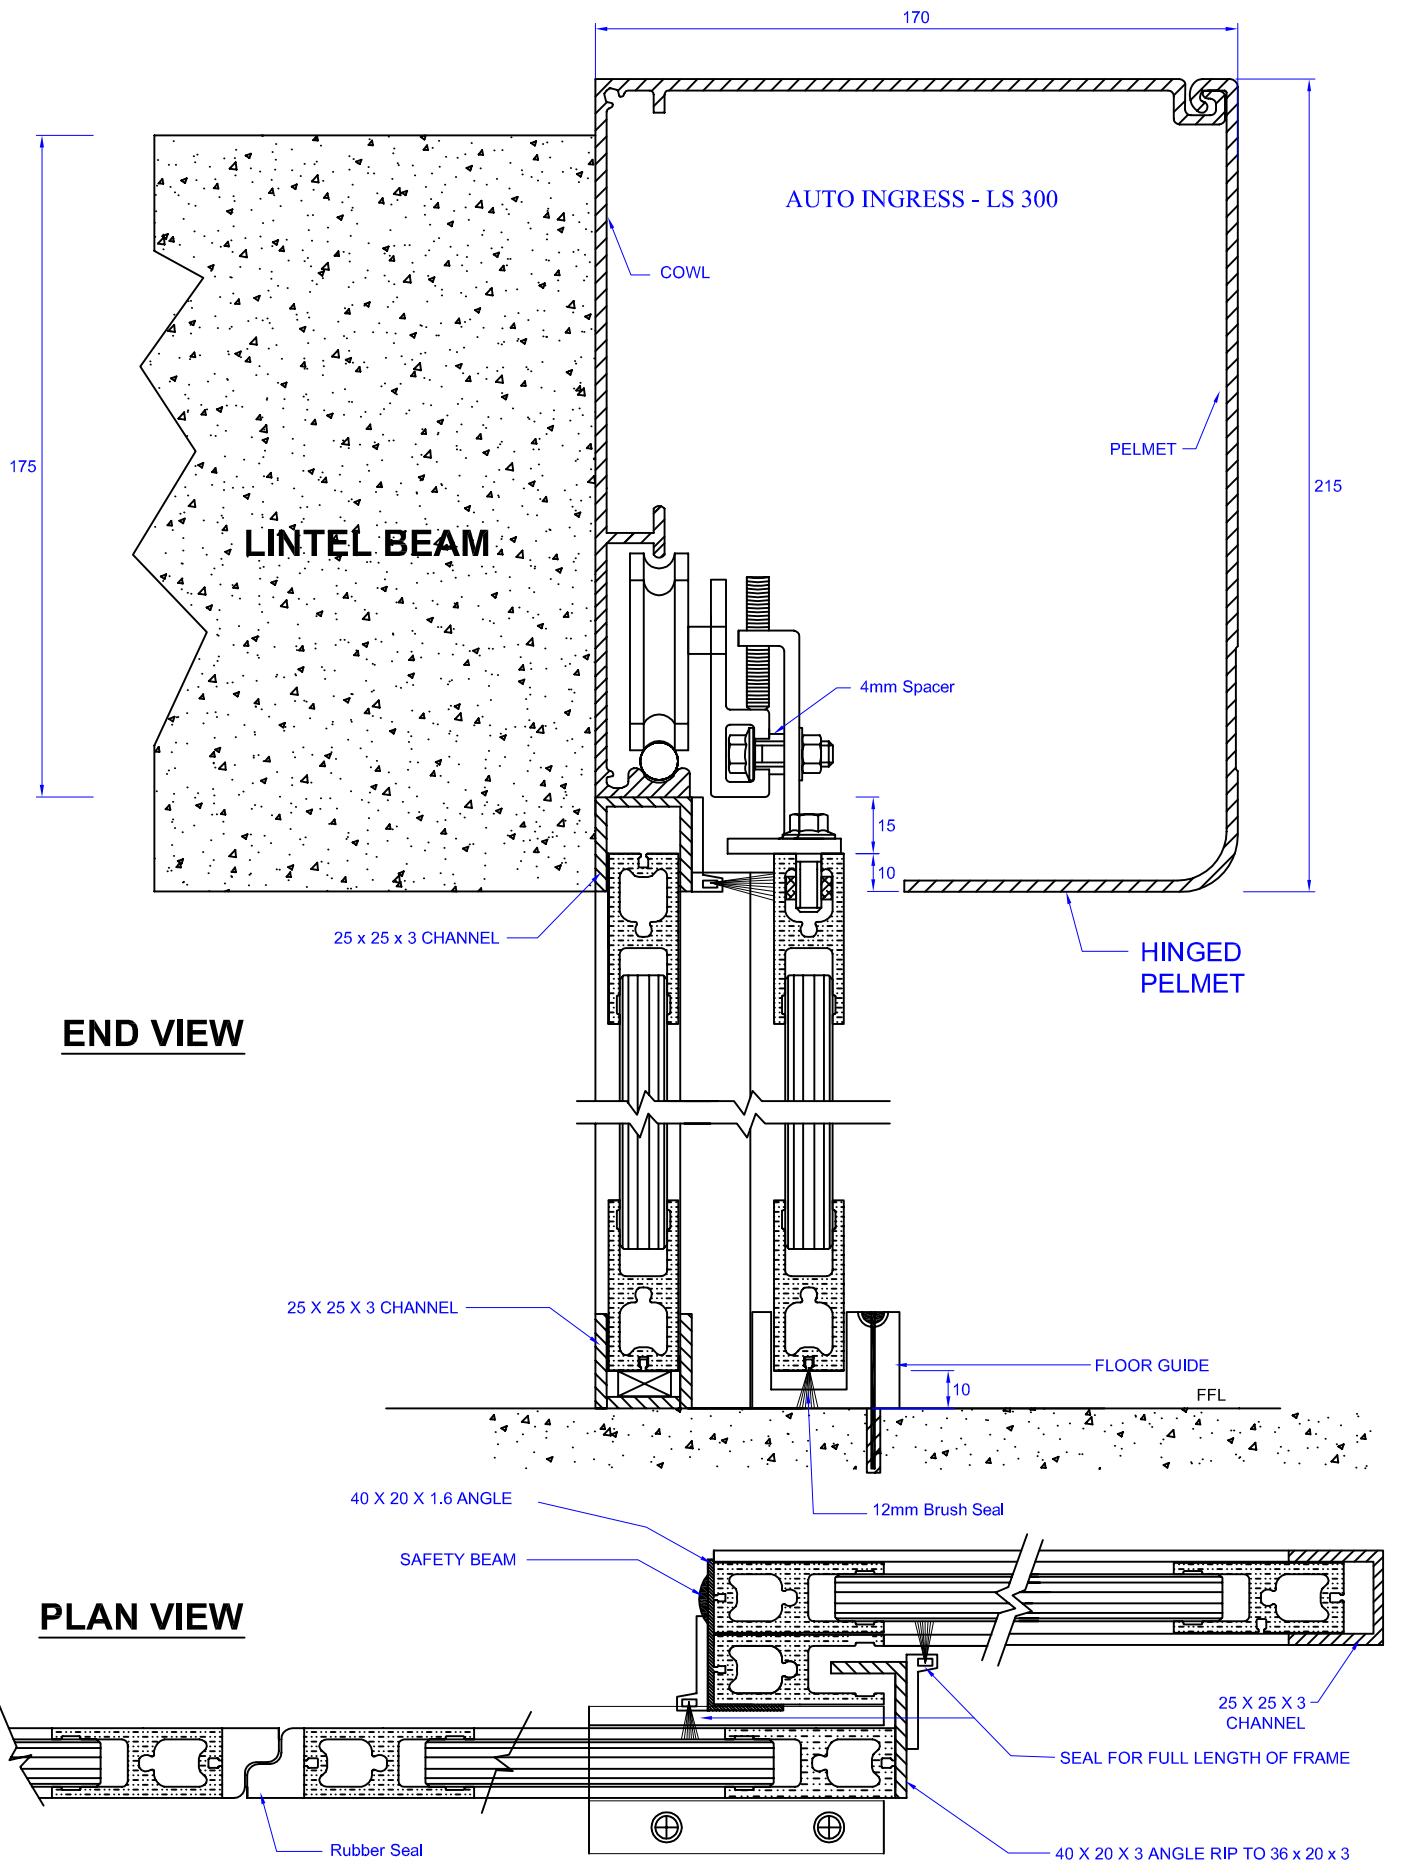 170
AUTO INGRESS - LS 300
COWL
PELMET
175
215
LINTEL BEAM
4mm Spacer
15
10
25 x 25 x 3 CHANNEL
HINGED
PELMET
END VIEW
25 X 25 X 3 CHANNEL
FLOOR GUIDE
10
FFL
40 X 20 X 1.6 ANGLE
12mm Brush Seal
SAFETY BEAM
PLAN VIEW
25 X 25 X 3
CHANNEL
SEAL FOR FULL LENGTH OF FRAME
Rubber Seal
40 X 20 X 3 ANGLE RIP TO 36 x 20 x 3